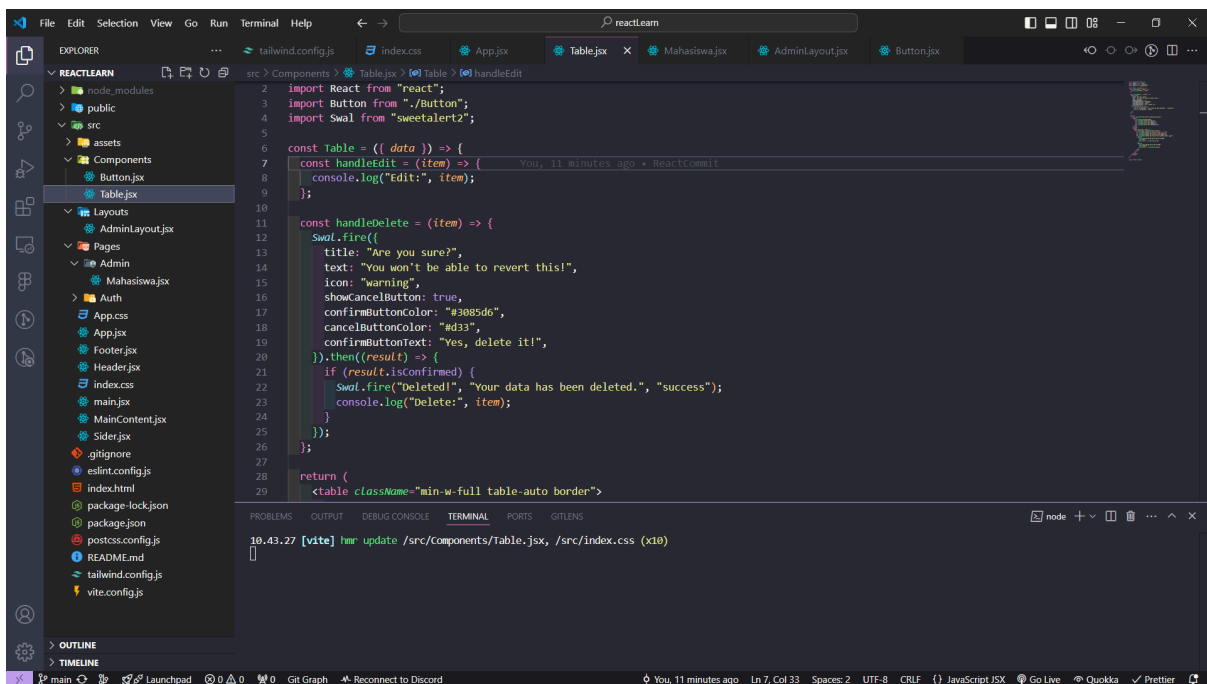 File Edit Selection View Go Run Terminal Help
reactLearn
EXPLORER
tailwind.config.js index.css App.jsx Table.jsx Mahasiswa.jsx AdminLayout.jsx Button.jsx
REACTLEARN
node_modules
public
src
assets
Components
Button.jsx
Table.jsx
Layouts
AdminLayout.jsx
Pages
Admin
Mahasiswa.jsx
Auth
App.css
App.jsx
Footer.jsx
Header.jsx
index.css
main.jsx
MainContent.jsx
Sider.jsx
.gitignore
eslint.config.js
index.html
package-lock.json
package.json
postcss.config.js
README.md
tailwind.config.js
vite.config.js
OUTLINE
TIMELINE
src > Components > Table.jsx > Table > handleEdit
2 import React from "react";
3 import Button from "./Button";
4 import Swal from "sweetalert2";
5
6 const Table = ({ data }) => {
7 const handleEdit = (item) => { You, 11 minutes ago • ReactCommit
8 console.log("Edit:", item);
9 };
10
11 const handleDelete = (item) => {
12 Swal.fire({
13 title: "Are you sure?",
14 text: "You won't be able to revert this!",
15 icon: "warning",
16 showCancelButton: true,
17 confirmButtonColor: "#3085d6",
18 cancelButtonColor: "#d33",
19 confirmButtonText: "Yes, delete it!",
20 }).then((result) => {
21 if (result.isConfirmed) {
22 Swal.fire("Deleted!", "Your data has been deleted.", "success");
23 console.log("Delete:", item);
24 }
25 });
26 };
27
28 return (
29 <table className="min-w-full table-auto border">
PROBLEMS OUTPUT DEBUG CONSOLE TERMINAL PORTS GITLENS
node
10.43.27 [vite] hmr update /src/Components/Table.jsx, /src/index.css (x10)
main Launchpad 0 0 0 Git Graph Reconnect to Discord You, 11 minutes ago Ln 7, Col 33 Spaces: 2 UTF-8 CRLF {} JavaScript JSX Go Live Quokka Prettier